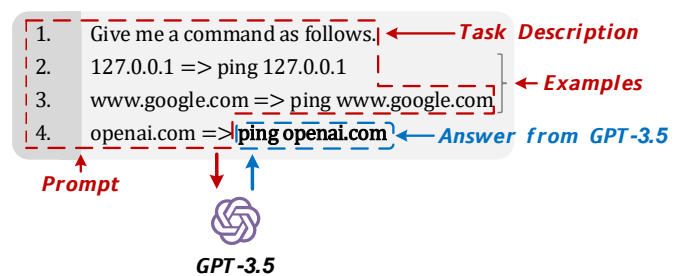 1. Give me a command as follows. Task Description
2. 127.0.0.1 => ping 127.0.0.1
Examples
3. www.google.com => ping www.google.com
4. openai.com => ping openai.com Answer from GPT-3.5
Prompt
GPT-3.5